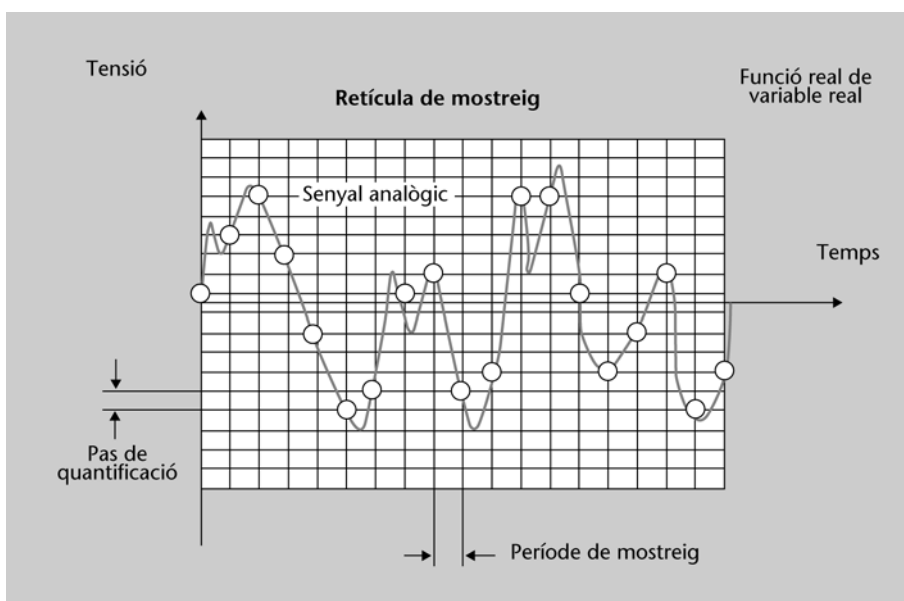 Tensió
Retícula de mostreig
Funció real de
variable real
Senyal analògic
Temps
Pas de
quantificació
Període de mostreig